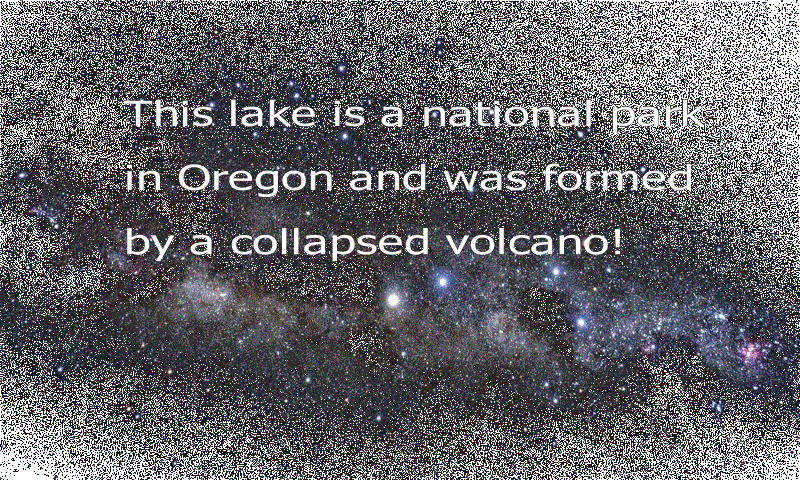 This lake is a national park
in Oregon and was formed
by a collapsed volcano!